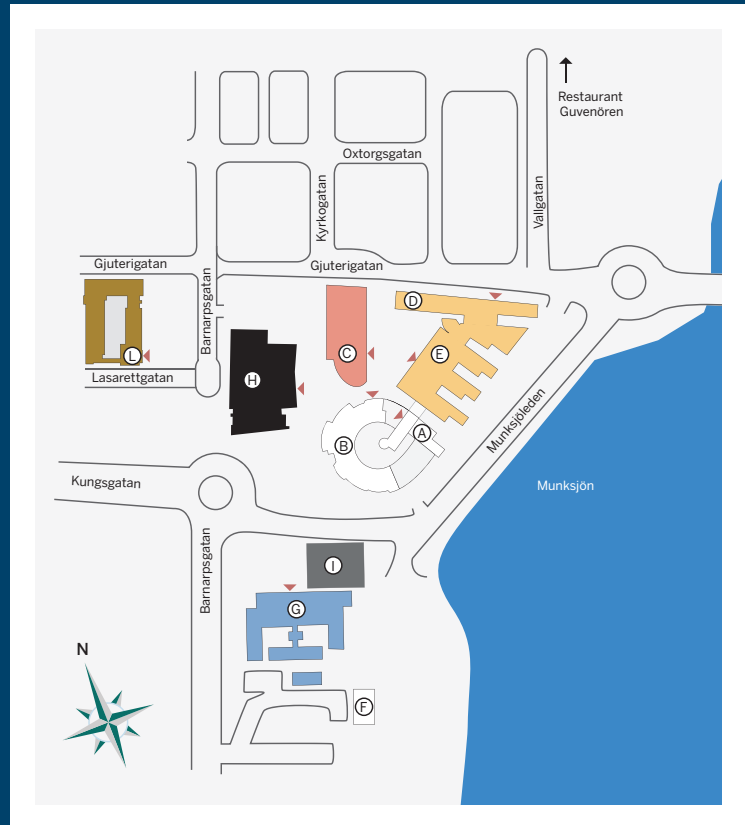 Restaurant
Guvenören
Oxtorgsgatan
Kyrkogatan
Vallgatan
Gjuterigatan
Gjuterigatan
Barnarpsgatan
D
L
C
E
Lasarettgatan
H
A
B
Munksjöleden
Kungsgatan
Munksjön
Barnarpsgatan
I
G
N
F